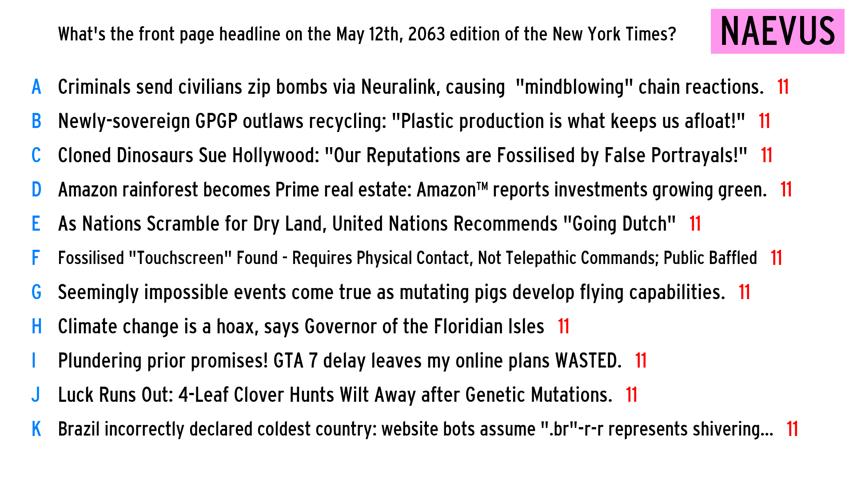 What's the front page headline on the May 12th, 2063 edition of the New York Times? NAEVUS
A Criminals send civilians zip bombs via Neuralink, causing "mindblowing" chain reactions. 11
B Newly-sovereign GPGP outlaws recycling: "Plastic production is what keeps us afloat!" 11
C Cloned Dinosaurs Sue Hollywood: "Our Reputations are Fossilised by False Portrayals!" 11
D Amazon rainforest becomes Prime real estate: Amazon™ reports investments growing green. 11
E As Nations Scramble for Dry Land, United Nations Recommends "Going Dutch" 11
F Fossilised "Touchscreen" Found - Requires Physical Contact, Not Telepathic Commands; Public Baffled 11
G Seemingly impossible events come true as mutating pigs develop flying capabilities. 11
H Climate change is a hoax, says Governor of the Floridian Isles 11
I Plundering prior promises! GTA 7 delay leaves my online plans WASTED. 11
J Luck Runs Out: 4-Leaf Clover Hunts Wilt Away after Genetic Mutations. 11
K Brazil incorrectly declared coldest country: website bots assume ".br"-r-r represents shivering... 11